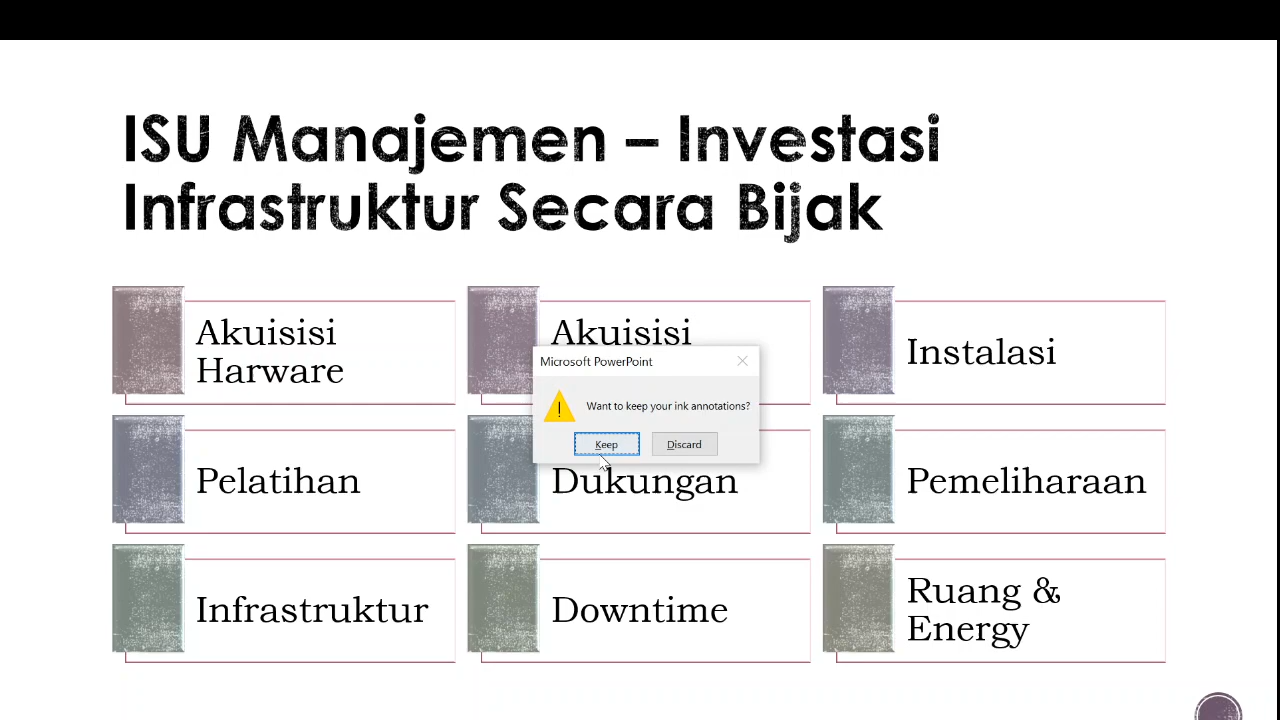 ISU Manajemen – Investasi
Infrastruktur Secara Bijak
Akuisisi
Harware
Akuisisi
Instalasi
Microsoft PowerPoint
Want to keep your ink annotations?
Keep
Discard
Pelatihan
Dukungan
Pemeliharaan
Infrastruktur
Downtime
Ruang &
Energy